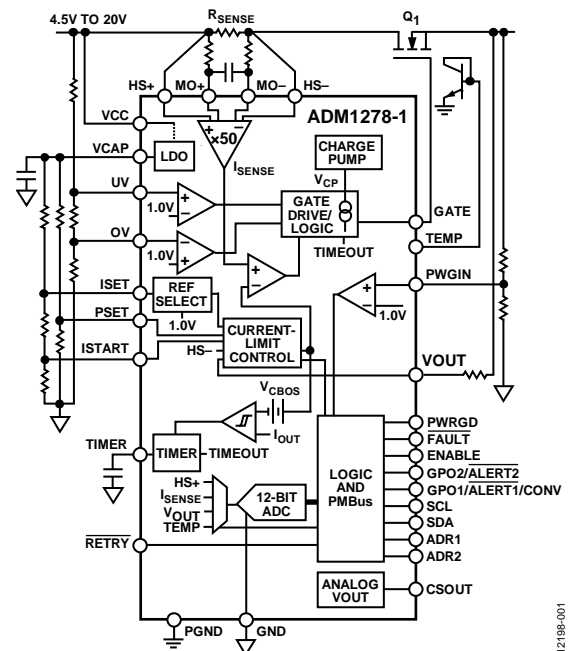 4.5V TO 20V
RSENSE
Q1
HS+
MO+
MO–
HS–
ADM1278-1
VCC
+
–
×50
VCAP
LDO
ISENSE
CHARGE
PUMP
VCP
UV
+
–
1.0V
GATE
DRIVE/
LOGIC
GATE
TIMEOUT
TEMP
OV
–
+
1.0V
+
–
PWGIN
+
–
1.0V
ISET
REF
SELECT
PSET
1.0V
ISTART
HS–
CURRENT-
LIMIT
CONTROL
VOUT
VCBOS
IOUT
TIMER
TIMER
TIMEOUT
HS+
ISENSE
VOUT
TEMP
12-BIT
ADC
LOGIC
AND
PMBus
PWRGD
FAULT
ENABLE
GPO2/ALERT2
GPO1/ALERT1/CONV
SCL
SDA
ADR1
ADR2
RETRY
ANALOG
VOUT
CSOUT
PGND
GND
12198-001